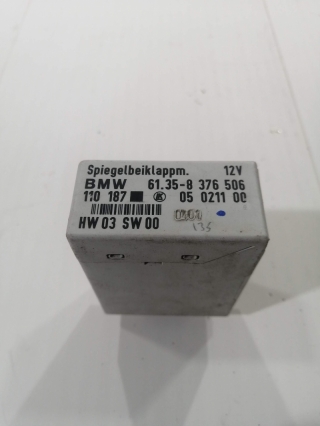 Spiegelbeiklappm. 12V
BMW 61.35-8 376 506
110 187 05 0211 00
HW 03 SW 00